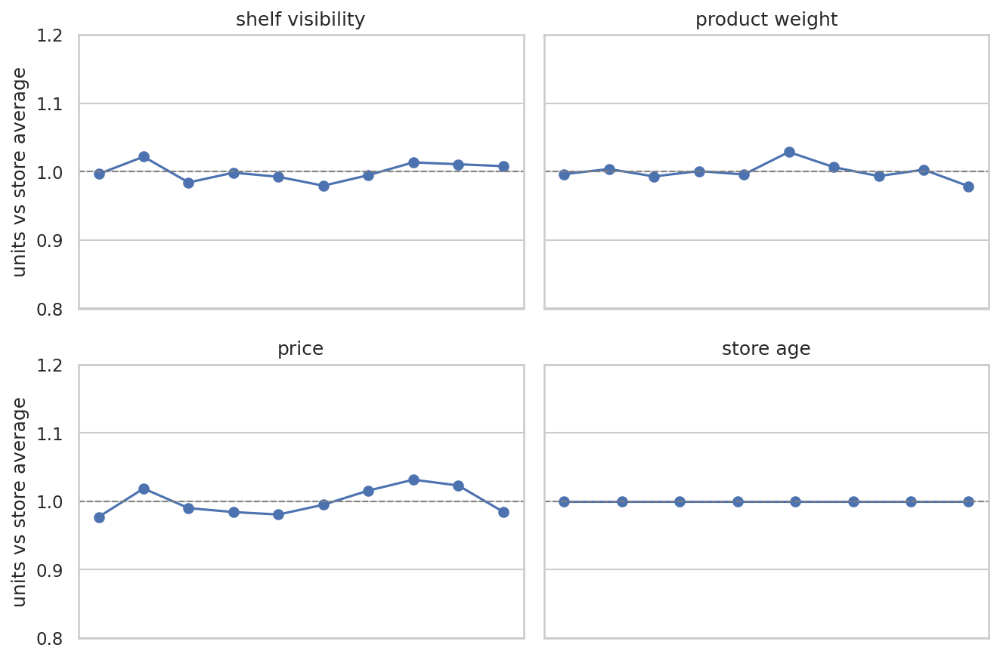 shelf visibility
product weight
units vs store average
1.2
1.1
1.0
0.9
0.8
price
store age
units vs store average
1.2
1.1
1.0
0.9
0.8